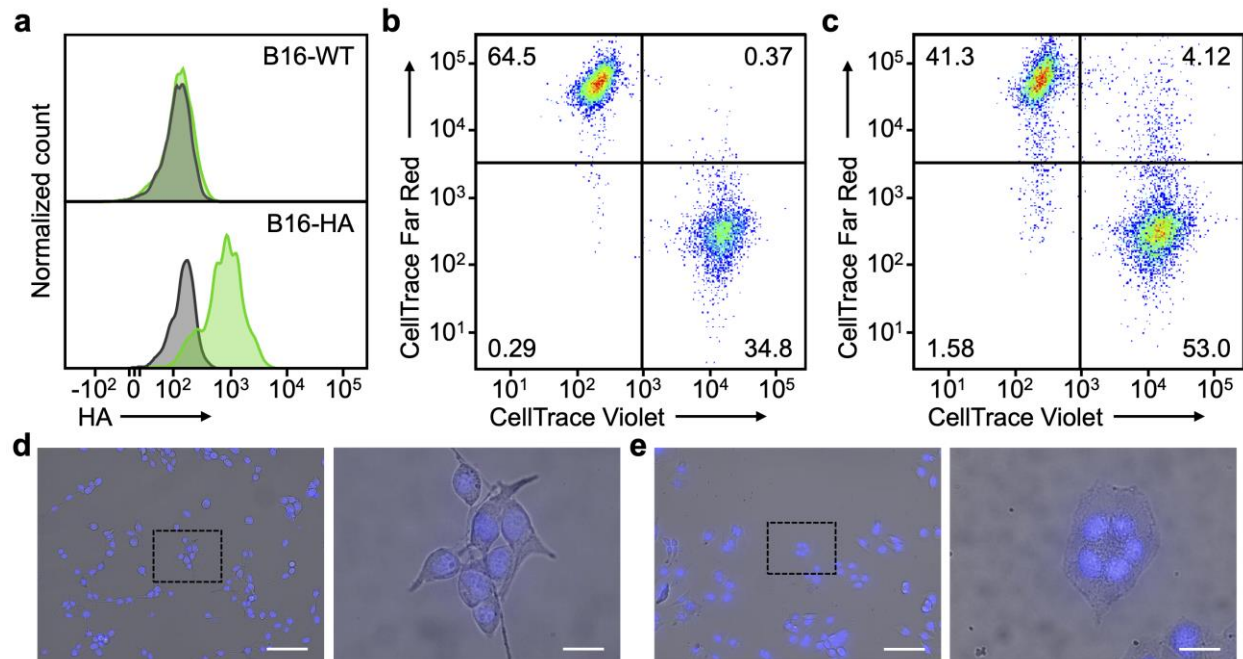 a
B16-WT
B16-HA
Normalized count
-10² 0 10² 10³ 10⁴ 10⁵
HA
b
64.5 0.37
0.29 34.8
10⁵
10⁴
10³
10²
10¹
CellTrace Far Red
10¹ 10² 10³ 10⁴ 10⁵
CellTrace Violet
c
41.3 4.12
1.58 53.0
10⁵
10⁴
10³
10²
10¹
CellTrace Far Red
10¹ 10² 10³ 10⁴ 10⁵
CellTrace Violet
d
e